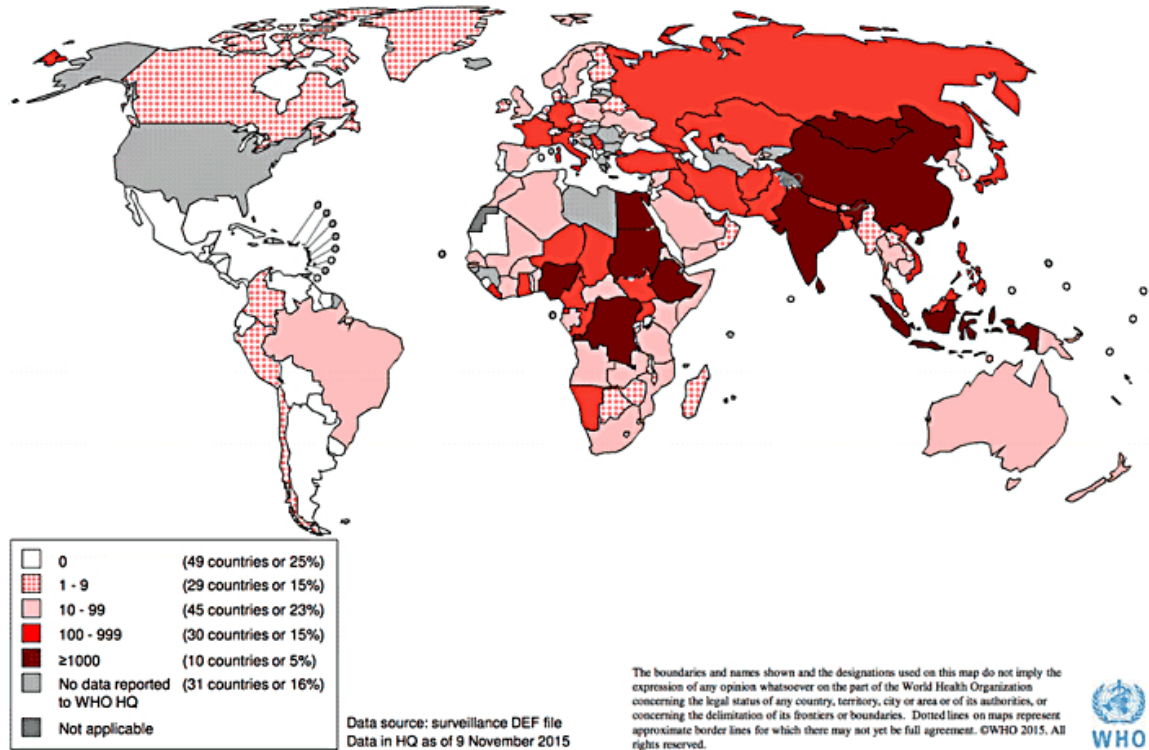 0 (49 countries or 25%)
1 - 9 (29 countries or 15%)
10 - 99 (45 countries or 23%)
100 - 999 (30 countries or 15%)
≥1000 (10 countries or 5%)
No data reported (31 countries or 16%)
to WHO HQ
Not applicable
Data source: surveillance DEF file
Data in HQ as of 9 November 2015
The boundaries and names shown and the designations used on this map do not imply the
expression of any opinion whatsoever on the part of the World Health Organization
concerning the legal status of any country, territory, city or area or of its authorities, or
concerning the delimitation of its frontiers or boundaries. Dotted lines on maps represent
approximate border lines for which there may not yet be full agreement. ©WHO 2015. All
rights reserved.
WHO